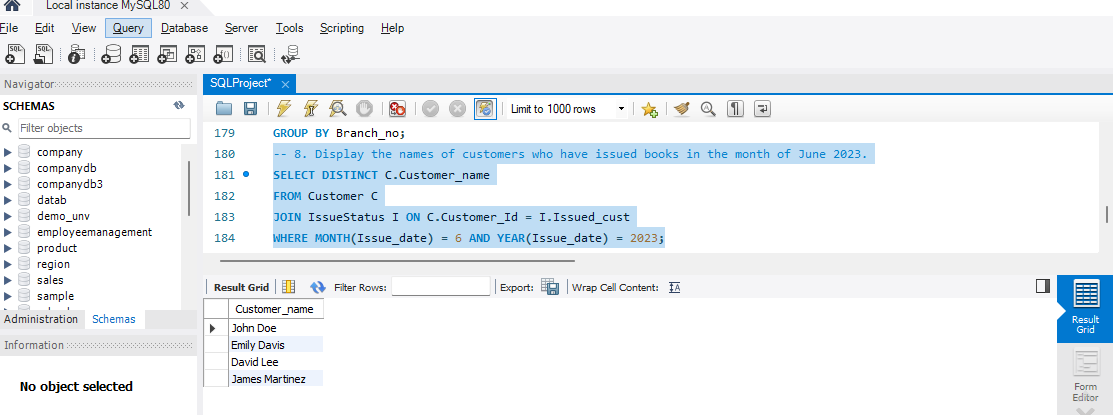 Local instance MySQL80
File Edit View Query Database Server Tools Scripting Help
Navigator
SQLProject*
SCHEMAS
Limit to 1000 rows
Filter objects
company
companydb
companydb3
datab
demo_unv
employeemanagement
product
region
sales
sample
Administration Schemas
Information
No object selected
179 GROUP BY Branch_no;
180 -- 8. Display the names of customers who have issued books in the month of June 2023.
181 SELECT DISTINCT C.Customer_name
182 FROM Customer C
183 JOIN IssueStatus I ON C.Customer_Id = I.Issued_cust
184 WHERE MONTH(Issue_date) = 6 AND YEAR(Issue_date) = 2023;
Result Grid Filter Rows: Export: Wrap Cell Content:
Customer_name
John Doe
Emily Davis
David Lee
James Martinez
Result
Grid
Form
Editor